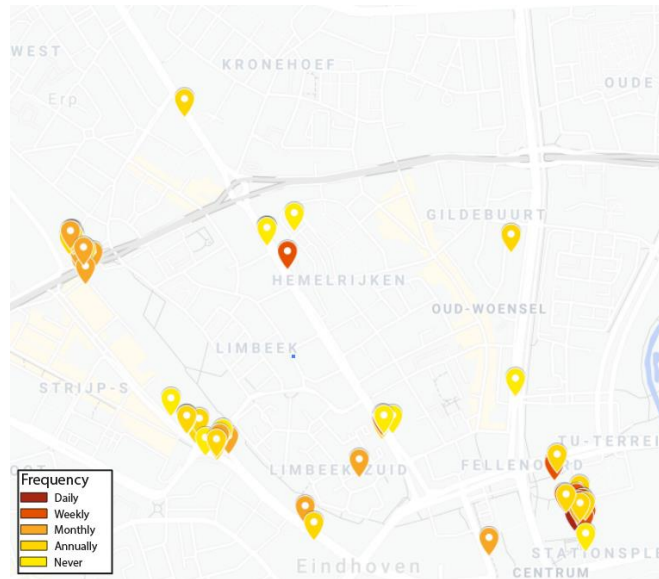 WEST
KRONEHOEF
OUDE
Erp
GILDEBUURT
HEMELRIJKEN
OUD-WOENSEL
LIMBEEK
STRIJP-S
TU-TERREI
LIMBEEK-ZUID
FELLENOORD
OOT
Frequency
Daily
Weekly
Monthly
Annually
Never
STATIONSPLE
Eindhoven
CENTRUM